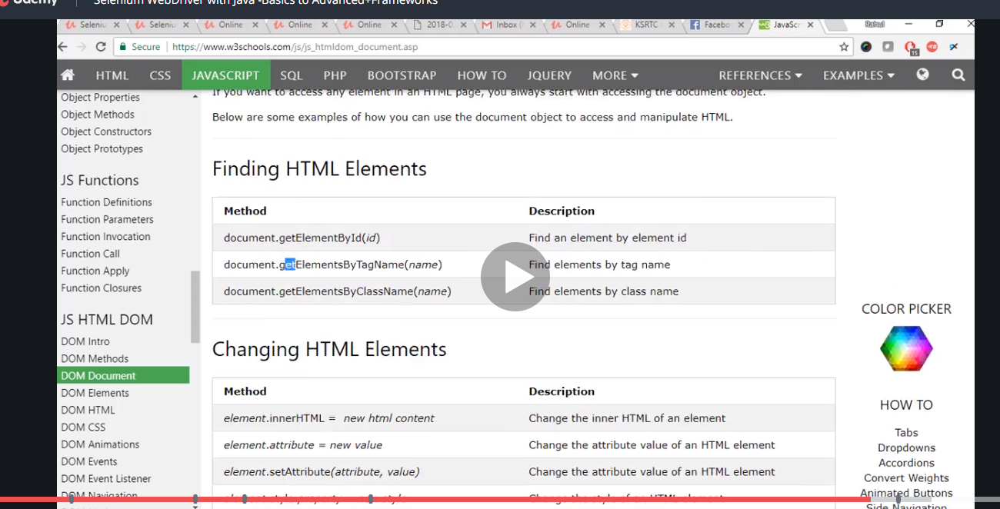 Udemy
Selenium WebDriver with Java -Basics to Advanced+Frameworks
Seleniu
Seleniu
Online
Online
Online
2018-0
Inbox (
Online
KSRTC
Facebo
JavaScr
Rahul
Secure
https://www.w3schools.com/js/js_htmldom_document.asp
15
HTML
CSS
JAVASCRIPT
SQL
PHP
BOOTSTRAP
HOW TO
JQUERY
MORE
REFERENCES
EXAMPLES
Object Properties
Object Methods
Object Constructors
Object Prototypes
JS Functions
Function Definitions
Function Parameters
Function Invocation
Function Call
Function Apply
Function Closures
JS HTML DOM
DOM Intro
DOM Methods
DOM Document
DOM Elements
DOM HTML
DOM CSS
DOM Animations
DOM Events
DOM Event Listener
DOM Navigation
If you want to access any element in an HTML page, you always start with accessing the document object.
Below are some examples of how you can use the document object to access and manipulate HTML.
Finding HTML Elements
Method Description
document.getElementById(id) Find an element by element id
document.getElementsByTagName(name) Find elements by tag name
document.getElementsByClassName(name) Find elements by class name
Changing HTML Elements
Method Description
element.innerHTML = new html content Change the inner HTML of an element
element.attribute = new value Change the attribute value of an HTML element
element.setAttribute(attribute, value) Change the attribute value of an HTML element
Change the style of an HTML element
COLOR PICKER
HOW TO
Tabs
Dropdowns
Accordions
Convert Weights
Animated Buttons
Side Navigation